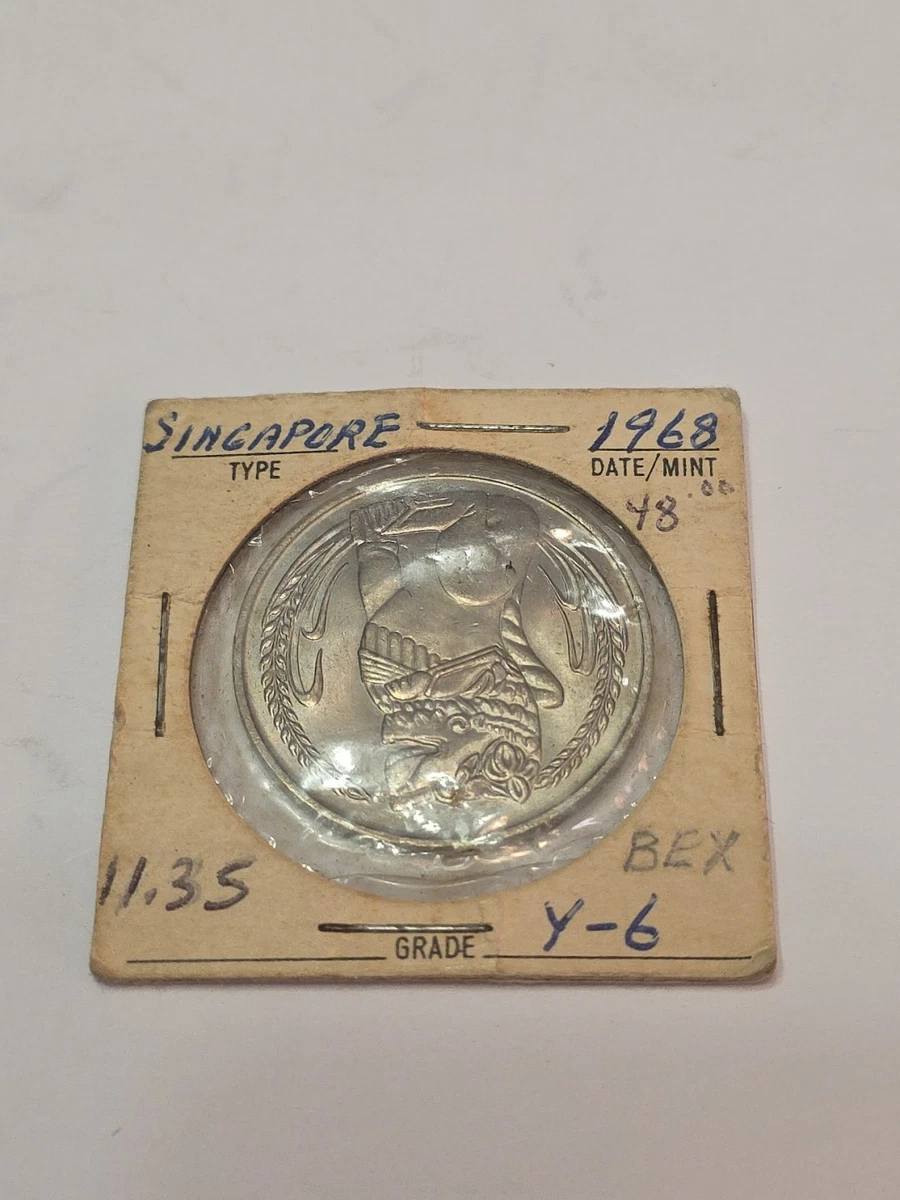 SINGAPORE 1968
TYPE DATE/MINT
48.00
11.35 BEX
GRADE Y-6